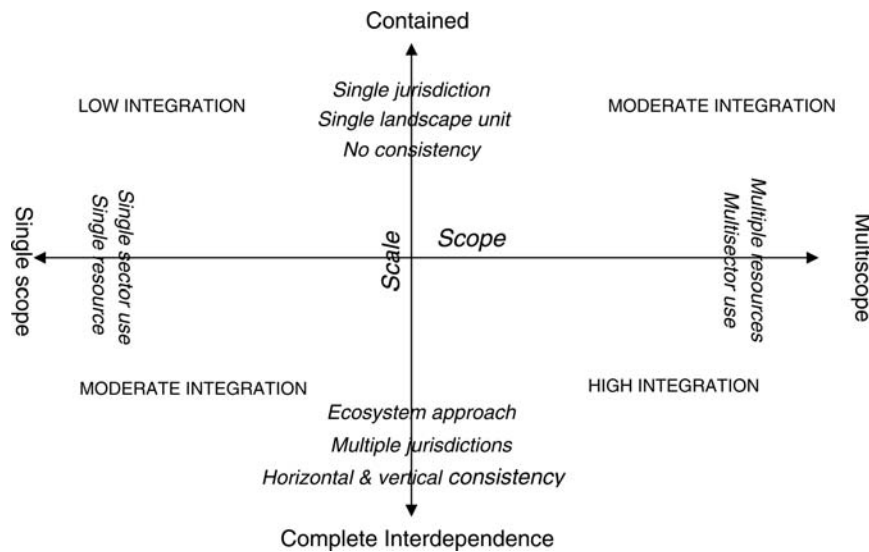 Contained
Single jurisdiction
LOW INTEGRATION
MODERATE INTEGRATION
Single landscape unit
No consistency
Single scope
Single sector use
Single resource
Scale
Scope
Multiple resources
Multisector use
Multiscope
MODERATE INTEGRATION
HIGH INTEGRATION
Ecosystem approach
Multiple jurisdictions
Horizontal & vertical consistency
Complete Interdependence